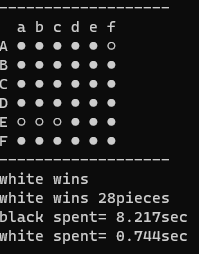 ------------------
a b c d e f
A ● ● ● ● ● ○
B ● ● ● ● ● ●
C ● ● ● ● ● ●
D ● ● ● ● ● ●
E ○ ○ ○ ● ● ●
F ● ● ● ● ● ●
------------------
white wins
white wins 28pieces
black spent= 8.217sec
white spent= 0.744sec